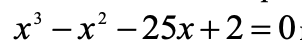 x³ − x² − 25x + 2 = 0